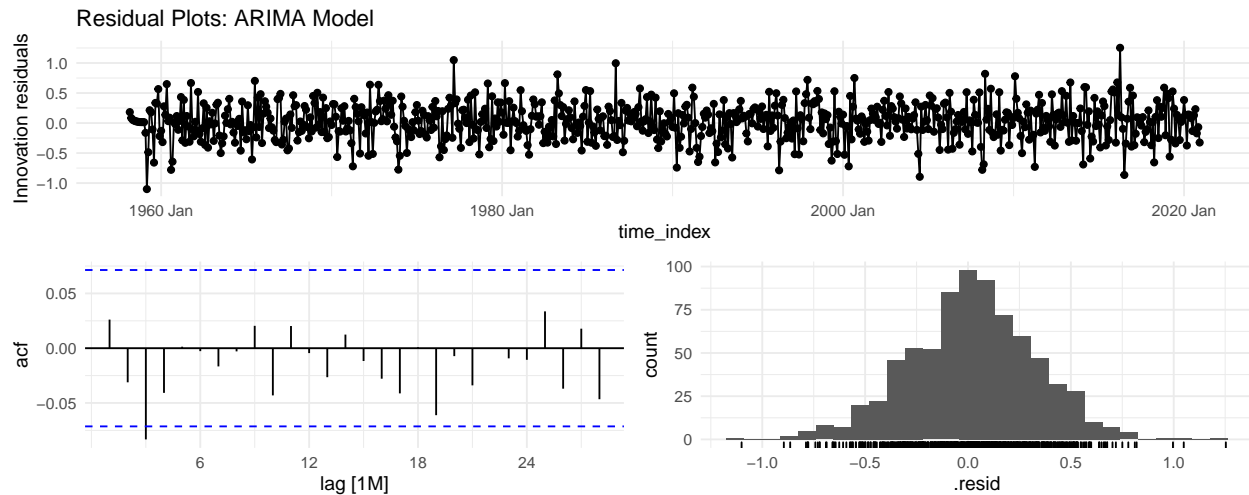 Residual Plots: ARIMA Model
Innovation residuals
1.0
0.5
0.0
−0.5
−1.0
1960 Jan
1980 Jan
2000 Jan
2020 Jan
time_index
acf
0.05
0.00
−0.05
6
12
18
24
lag [1M]
count
100
75
50
25
0
−1.0
−0.5
0.0
0.5
1.0
.resid